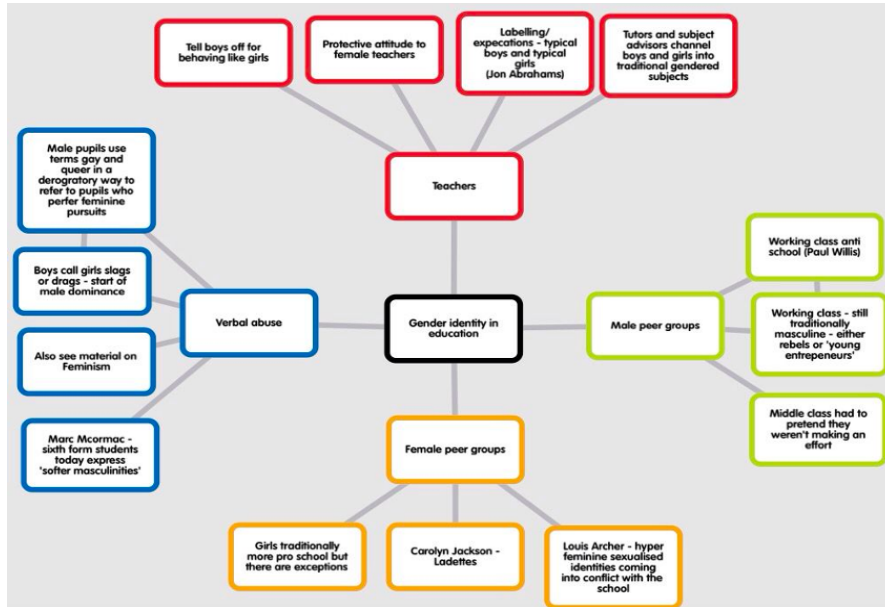 Tell boys off for
behaving like girls
Protective attitude to
female teachers
Labelling/
expecations - typical
boys and typical
girls
(Jon Abrahams)
Tutors and subject
advisors channel
boys and girls into
traditional gendered
subjects
Teachers
Male pupils use
terms gay and
queer in a
derogratory way to
refer to pupils who
perfer feminine
pursuits
Boys call girls slags
or drags - start of
male dominance
Also see material on
Feminism
Marc Mcormac -
sixth form students
today express
'softer masculinities'
Verbal abuse
Gender identity in
education
Male peer groups
Working class anti
school (Paul Willis)
Working class - still
traditionally
masculine - either
rebels or 'young
entrepeneurs'
Middle class had to
pretend they
weren't making an
effort
Female peer groups
Girls traditionally
more pro school but
there are exceptions
Carolyn Jackson -
Ladettes
Louis Archer - hyper
feminine sexualised
identities coming
into conflict with the
school